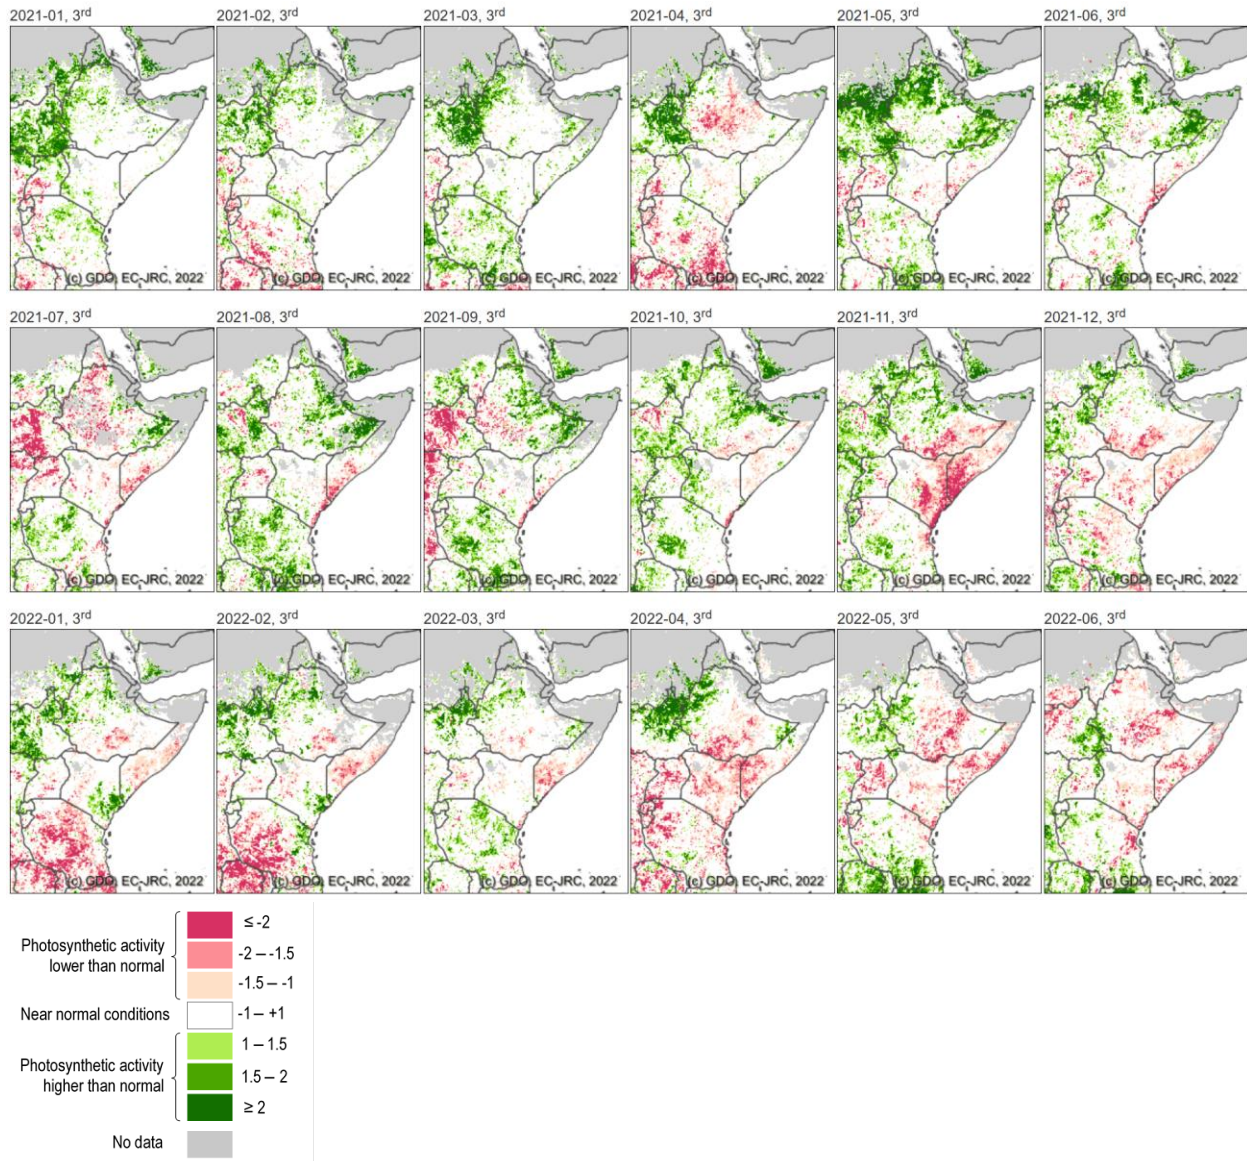 2021-01, 3rd 2021-02, 3rd 2021-03, 3rd 2021-04, 3rd 2021-05, 3rd 2021-06, 3rd
(c) GDO, EC-JRC, 2022 (c) GDO, EC-JRC, 2022 (c) GDO, EC-JRC, 2022 (c) GDO, EC-JRC, 2022 (c) GDO, EC-JRC, 2022 (c) GDO, EC-JRC, 2022
2021-07, 3rd 2021-08, 3rd 2021-09, 3rd 2021-10, 3rd 2021-11, 3rd 2021-12, 3rd
(c) GDO, EC-JRC, 2022 (c) GDO, EC-JRC, 2022 (c) GDO, EC-JRC, 2022 (c) GDO, EC-JRC, 2022 (c) GDO, EC-JRC, 2022 (c) GDO, EC-JRC, 2022
2022-01, 3rd 2022-02, 3rd 2022-03, 3rd 2022-04, 3rd 2022-05, 3rd 2022-06, 3rd
(c) GDO, EC-JRC, 2022 (c) GDO, EC-JRC, 2022 (c) GDO, EC-JRC, 2022 (c) GDO, EC-JRC, 2022 (c) GDO, EC-JRC, 2022 (c) GDO, EC-JRC, 2022
≤ -2
Photosynthetic activity
lower than normal
-2 – -1.5
-1.5 – -1
Near normal conditions -1 – +1
1 – 1.5
Photosynthetic activity
higher than normal
1.5 – 2
≥ 2
No data